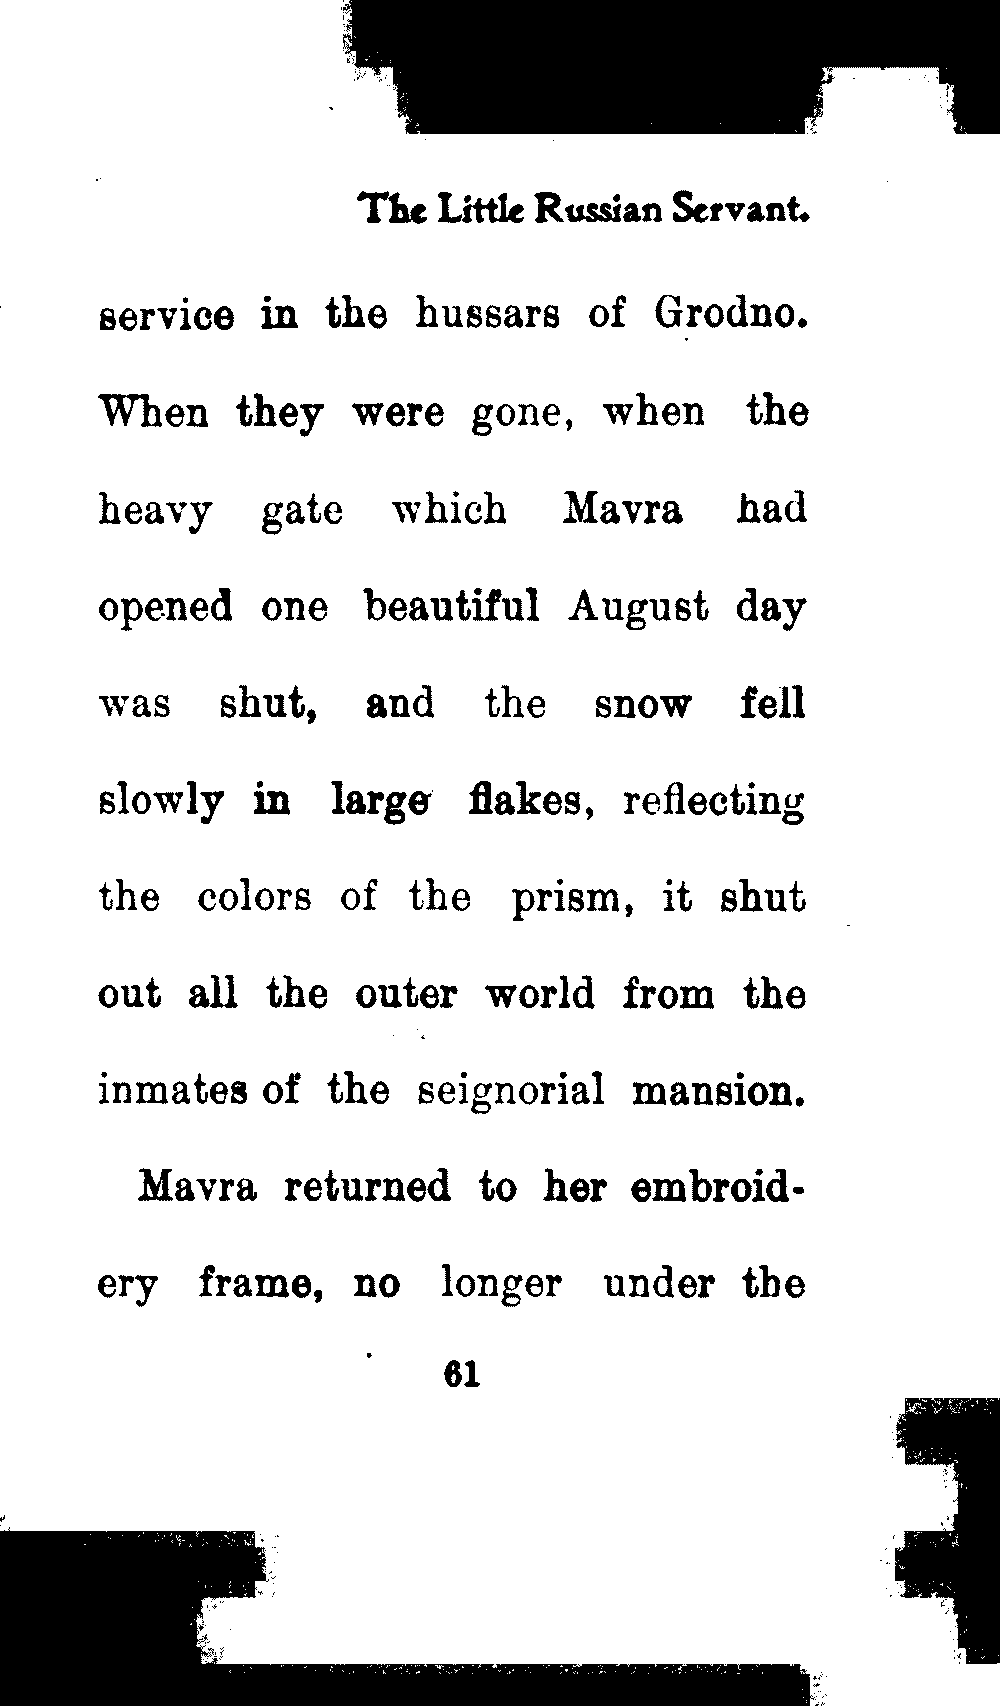 The Little Russian Servant.
service in the hussars of Grodno.
When they were gone, when the
heavy gate which Mavra had
opened one beautiful August day
was shut, and the snow fell
slowly in large flakes, reflecting
the colors of the prism, it shut
out all the outer world from the
inmates of the seignorial mansion.
Mavra returned to her embroid-
ery frame, no longer under the
61